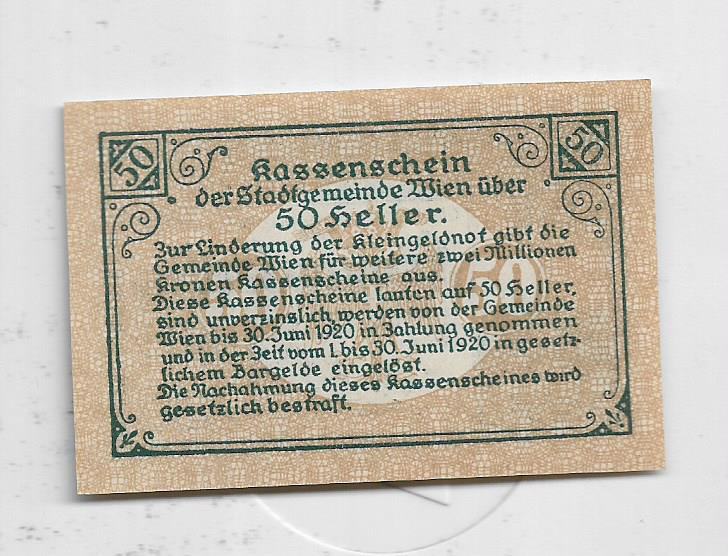 50 50
Kassenschein
der Stadtgemeinde Wien über
50 Heller.
Zur Linderung der Kleingeldnot gibt die
Gemeinde Wien für weitere zwei Millionen
Kronen Kassenscheine aus.
Diese Kassenscheine lauten auf 50 Heller,
sind unverzinslich, werden von der Gemeinde
Wien bis 30. Juni 1920 in Zahlung genommen
und in der Zeit vom 1. bis 30. Juni 1920 in gesetz-
lichem Bargelde eingelöst.
Die Nachahmung dieses Kassenscheines wird
gesetzlich bestraft.
50